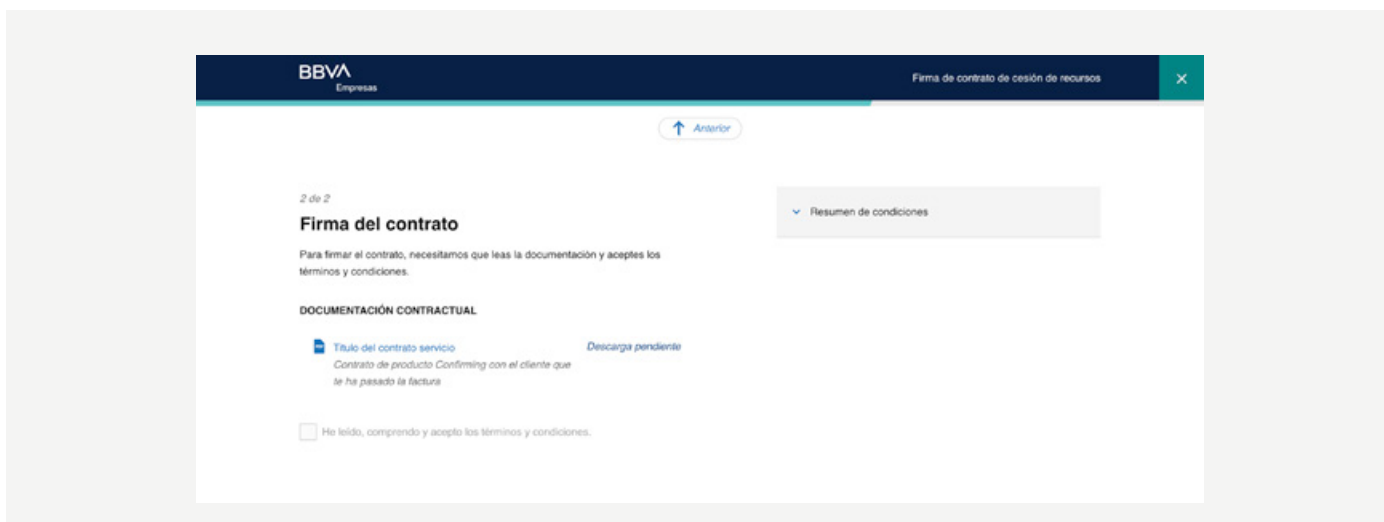 BBVA
Empresas
Firma de contrato de cesión de recursos
Anterior
2 de 2
Firma del contrato
Para firmar el contrato, necesitamos que leas la documentación y aceptes los
términos y condiciones.
Resumen de condiciones
DOCUMENTACIÓN CONTRACTUAL
Título del contrato servicio
Descarga pendiente
Contrato de producto Confirming con el cliente que
te ha pasado la factura
He leído, comprendo y acepto los términos y condiciones.